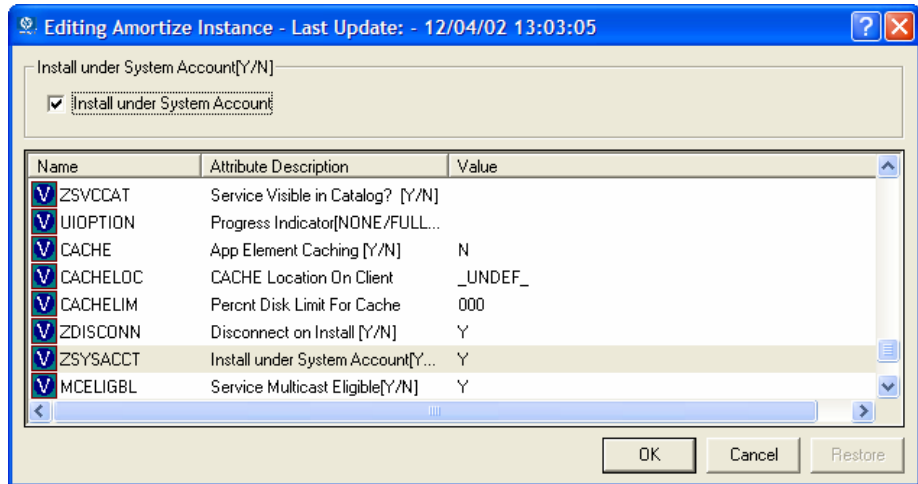 Editing Amortize Instance - Last Update: - 12/04/02 13:03:05
Install under System Account[Y/N]
Install under System Account
Name Attribute Description Value
V ZSVCCAT Service Visible in Catalog? [Y/N]
V UIOPTION Progress Indicator[NONE/FULL...
V CACHE App Element Caching [Y/N] N
V CACHELOC CACHE Location On Client _UNDEF_
V CACHELIM Percnt Disk Limit For Cache 000
V ZDISCONN Disconnect on Install [Y/N] Y
V ZSYSACCT Install under System Account[Y... Y
V MCELIGBL Service Multicast Eligible[Y/N] Y
OK Cancel Restore